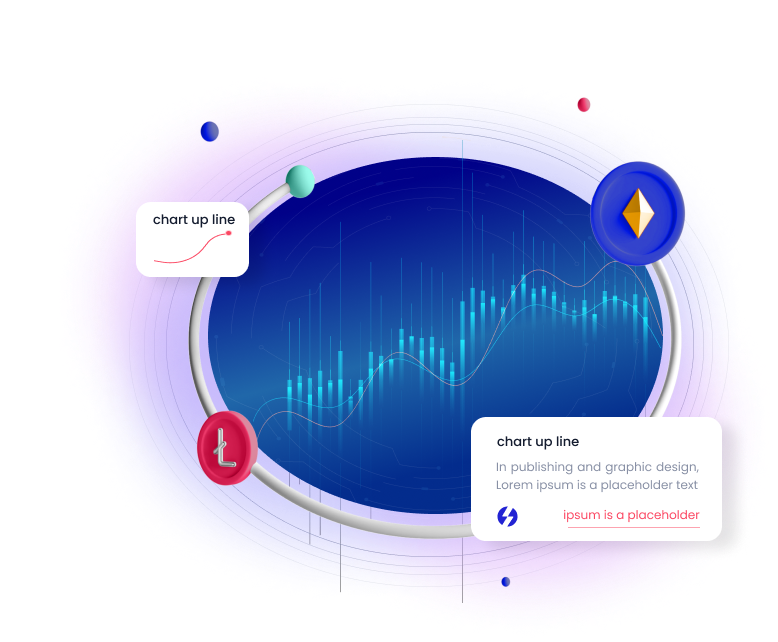 chart up line
chart up line
In publishing and graphic design,
Lorem ipsum is a placeholder text
ipsum is a placeholder